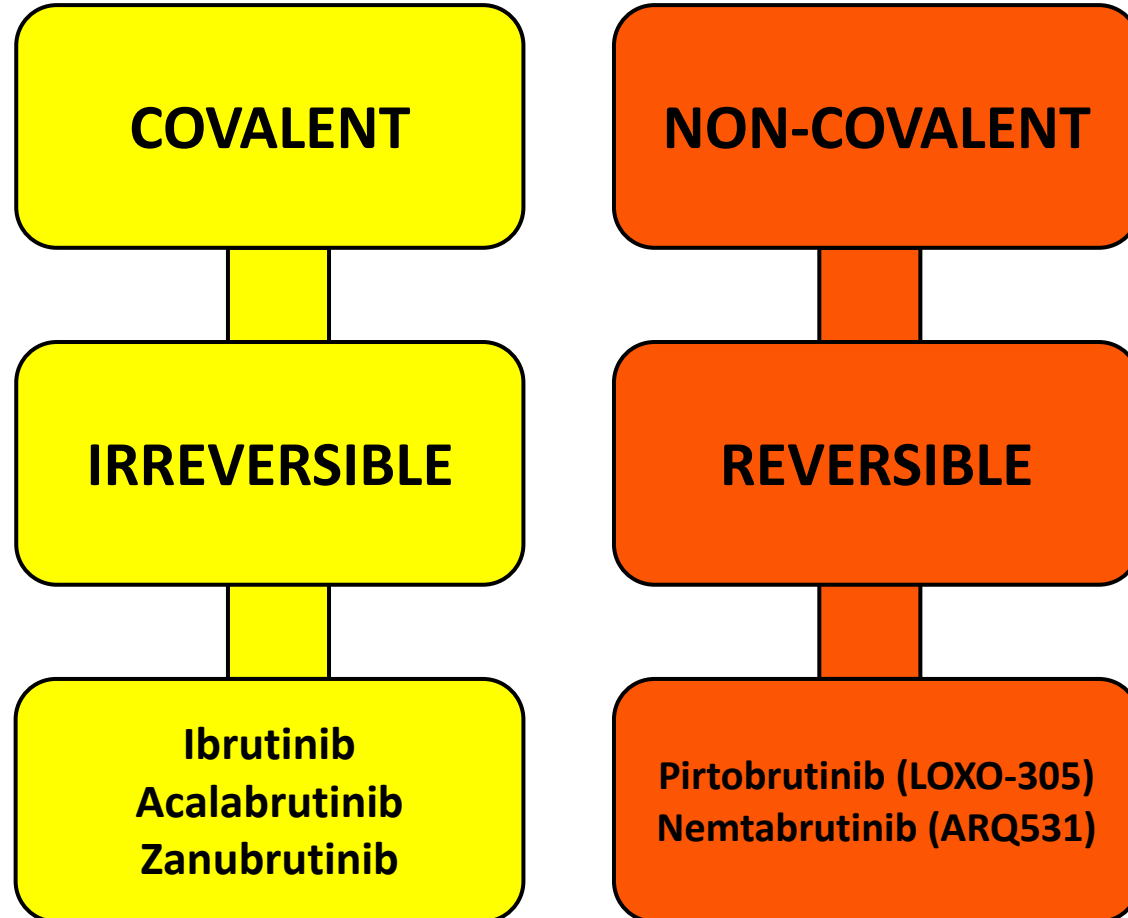 COVALENT
IRREVERSIBLE
Ibrutinib
Acalabrutinib
Zanubrutinib
NON-COVALENT
REVERSIBLE
Pirtobrutinib (LOXO-305)
Nemtabrutinib (ARQ531)